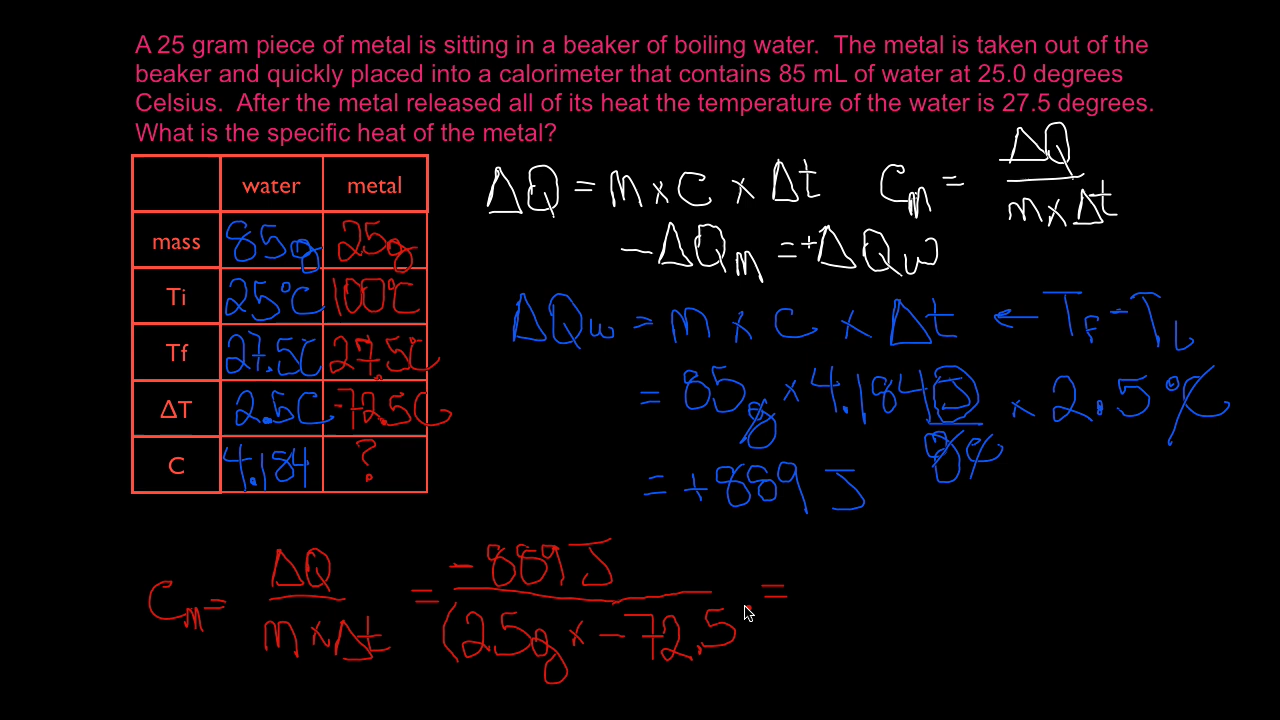 A 25 gram piece of metal is sitting in a beaker of boiling water. The metal is taken out of the
beaker and quickly placed into a calorimeter that contains 85 mL of water at 25.0 degrees
Celsius. After the metal released all of its heat the temperature of the water is 27.5 degrees.
What is the specific heat of the metal?
water metal
mass 85g 25g
Ti 25°C 100°C
Tf 27.5C 27.5C
ΔT 2.5C -72.5C
C 4.184 ?
ΔQ = m x C x Δt
Cm = ΔQ / m x Δt
-ΔQm = +ΔQw
ΔQw = m x C x Δt ← TF - Ti
= 85g x 4.184 J / g°C x 2.5°C
= +889 J
Cm = ΔQ / m x Δt = -889 J / (25g x -72.5 =